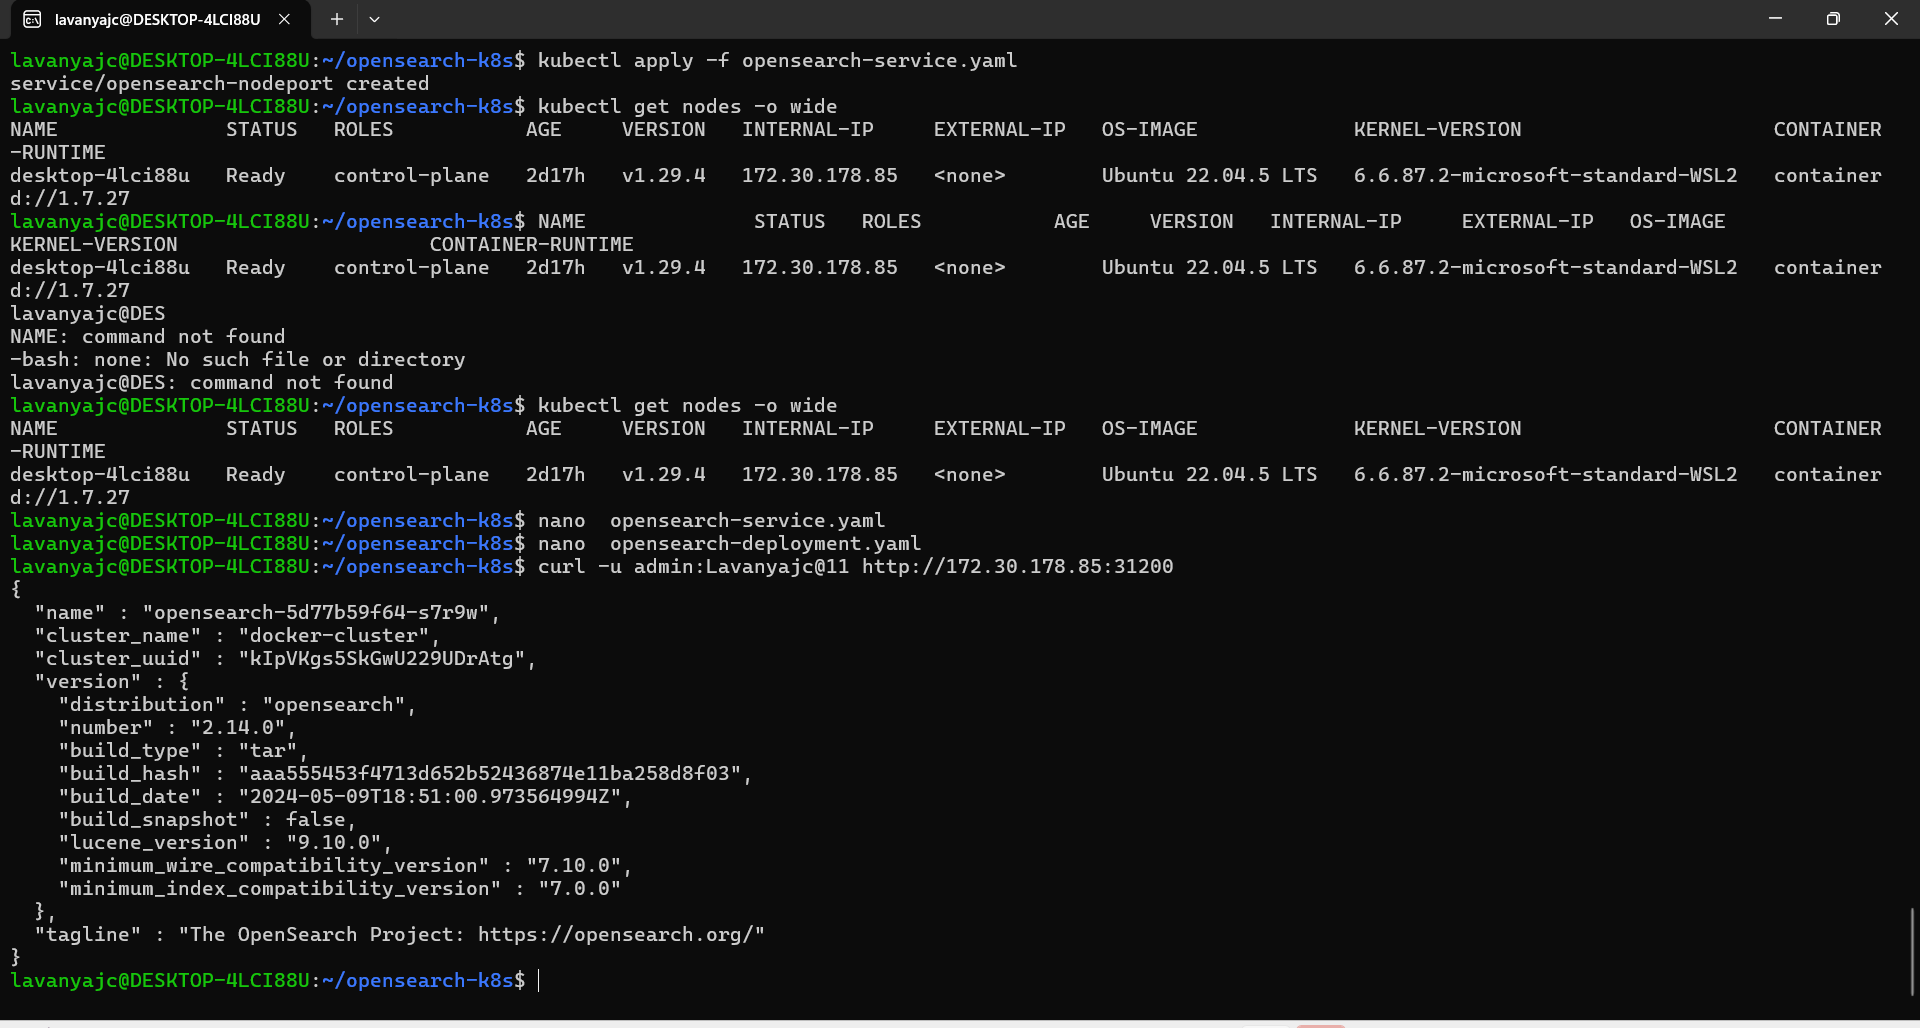 lavanyajc@DESKTOP-4LCI88U
lavanyajc@DESKTOP-4LCI88U:~/opensearch-k8s$ kubectl apply -f opensearch-service.yaml
service/opensearch-nodeport created
lavanyajc@DESKTOP-4LCI88U:~/opensearch-k8s$ kubectl get nodes -o wide
NAME              STATUS   ROLES           AGE     VERSION   INTERNAL-IP     EXTERNAL-IP   OS-IMAGE             KERNEL-VERSION                     CONTAINER
-RUNTIME
desktop-4lci88u   Ready    control-plane   2d17h   v1.29.4   172.30.178.85   <none>        Ubuntu 22.04.5 LTS   6.6.87.2-microsoft-standard-WSL2   container
d://1.7.27
lavanyajc@DESKTOP-4LCI88U:~/opensearch-k8s$ NAME              STATUS   ROLES           AGE     VERSION   INTERNAL-IP     EXTERNAL-IP   OS-IMAGE
KERNEL-VERSION                     CONTAINER-RUNTIME
desktop-4lci88u   Ready    control-plane   2d17h   v1.29.4   172.30.178.85   <none>        Ubuntu 22.04.5 LTS   6.6.87.2-microsoft-standard-WSL2   container
d://1.7.27
lavanyajc@DES
NAME: command not found
-bash: none: No such file or directory
lavanyajc@DES: command not found
lavanyajc@DESKTOP-4LCI88U:~/opensearch-k8s$ kubectl get nodes -o wide
NAME              STATUS   ROLES           AGE     VERSION   INTERNAL-IP     EXTERNAL-IP   OS-IMAGE             KERNEL-VERSION                     CONTAINER
-RUNTIME
desktop-4lci88u   Ready    control-plane   2d17h   v1.29.4   172.30.178.85   <none>        Ubuntu 22.04.5 LTS   6.6.87.2-microsoft-standard-WSL2   container
d://1.7.27
lavanyajc@DESKTOP-4LCI88U:~/opensearch-k8s$ nano  opensearch-service.yaml
lavanyajc@DESKTOP-4LCI88U:~/opensearch-k8s$ nano  opensearch-deployment.yaml
lavanyajc@DESKTOP-4LCI88U:~/opensearch-k8s$ curl -u admin:Lavanyajc@11 http://172.30.178.85:31200
{
  "name" : "opensearch-5d77b59f64-s7r9w",
  "cluster_name" : "docker-cluster",
  "cluster_uuid" : "kIpVKgs5SkGwU229UDrAtg",
  "version" : {
    "distribution" : "opensearch",
    "number" : "2.14.0",
    "build_type" : "tar",
    "build_hash" : "aaa555453f4713d652b52436874e11ba258d8f03",
    "build_date" : "2024-05-09T18:51:00.973564994Z",
    "build_snapshot" : false,
    "lucene_version" : "9.10.0",
    "minimum_wire_compatibility_version" : "7.10.0",
    "minimum_index_compatibility_version" : "7.0.0"
  },
  "tagline" : "The OpenSearch Project: https://opensearch.org/"
}
lavanyajc@DESKTOP-4LCI88U:~/opensearch-k8s$